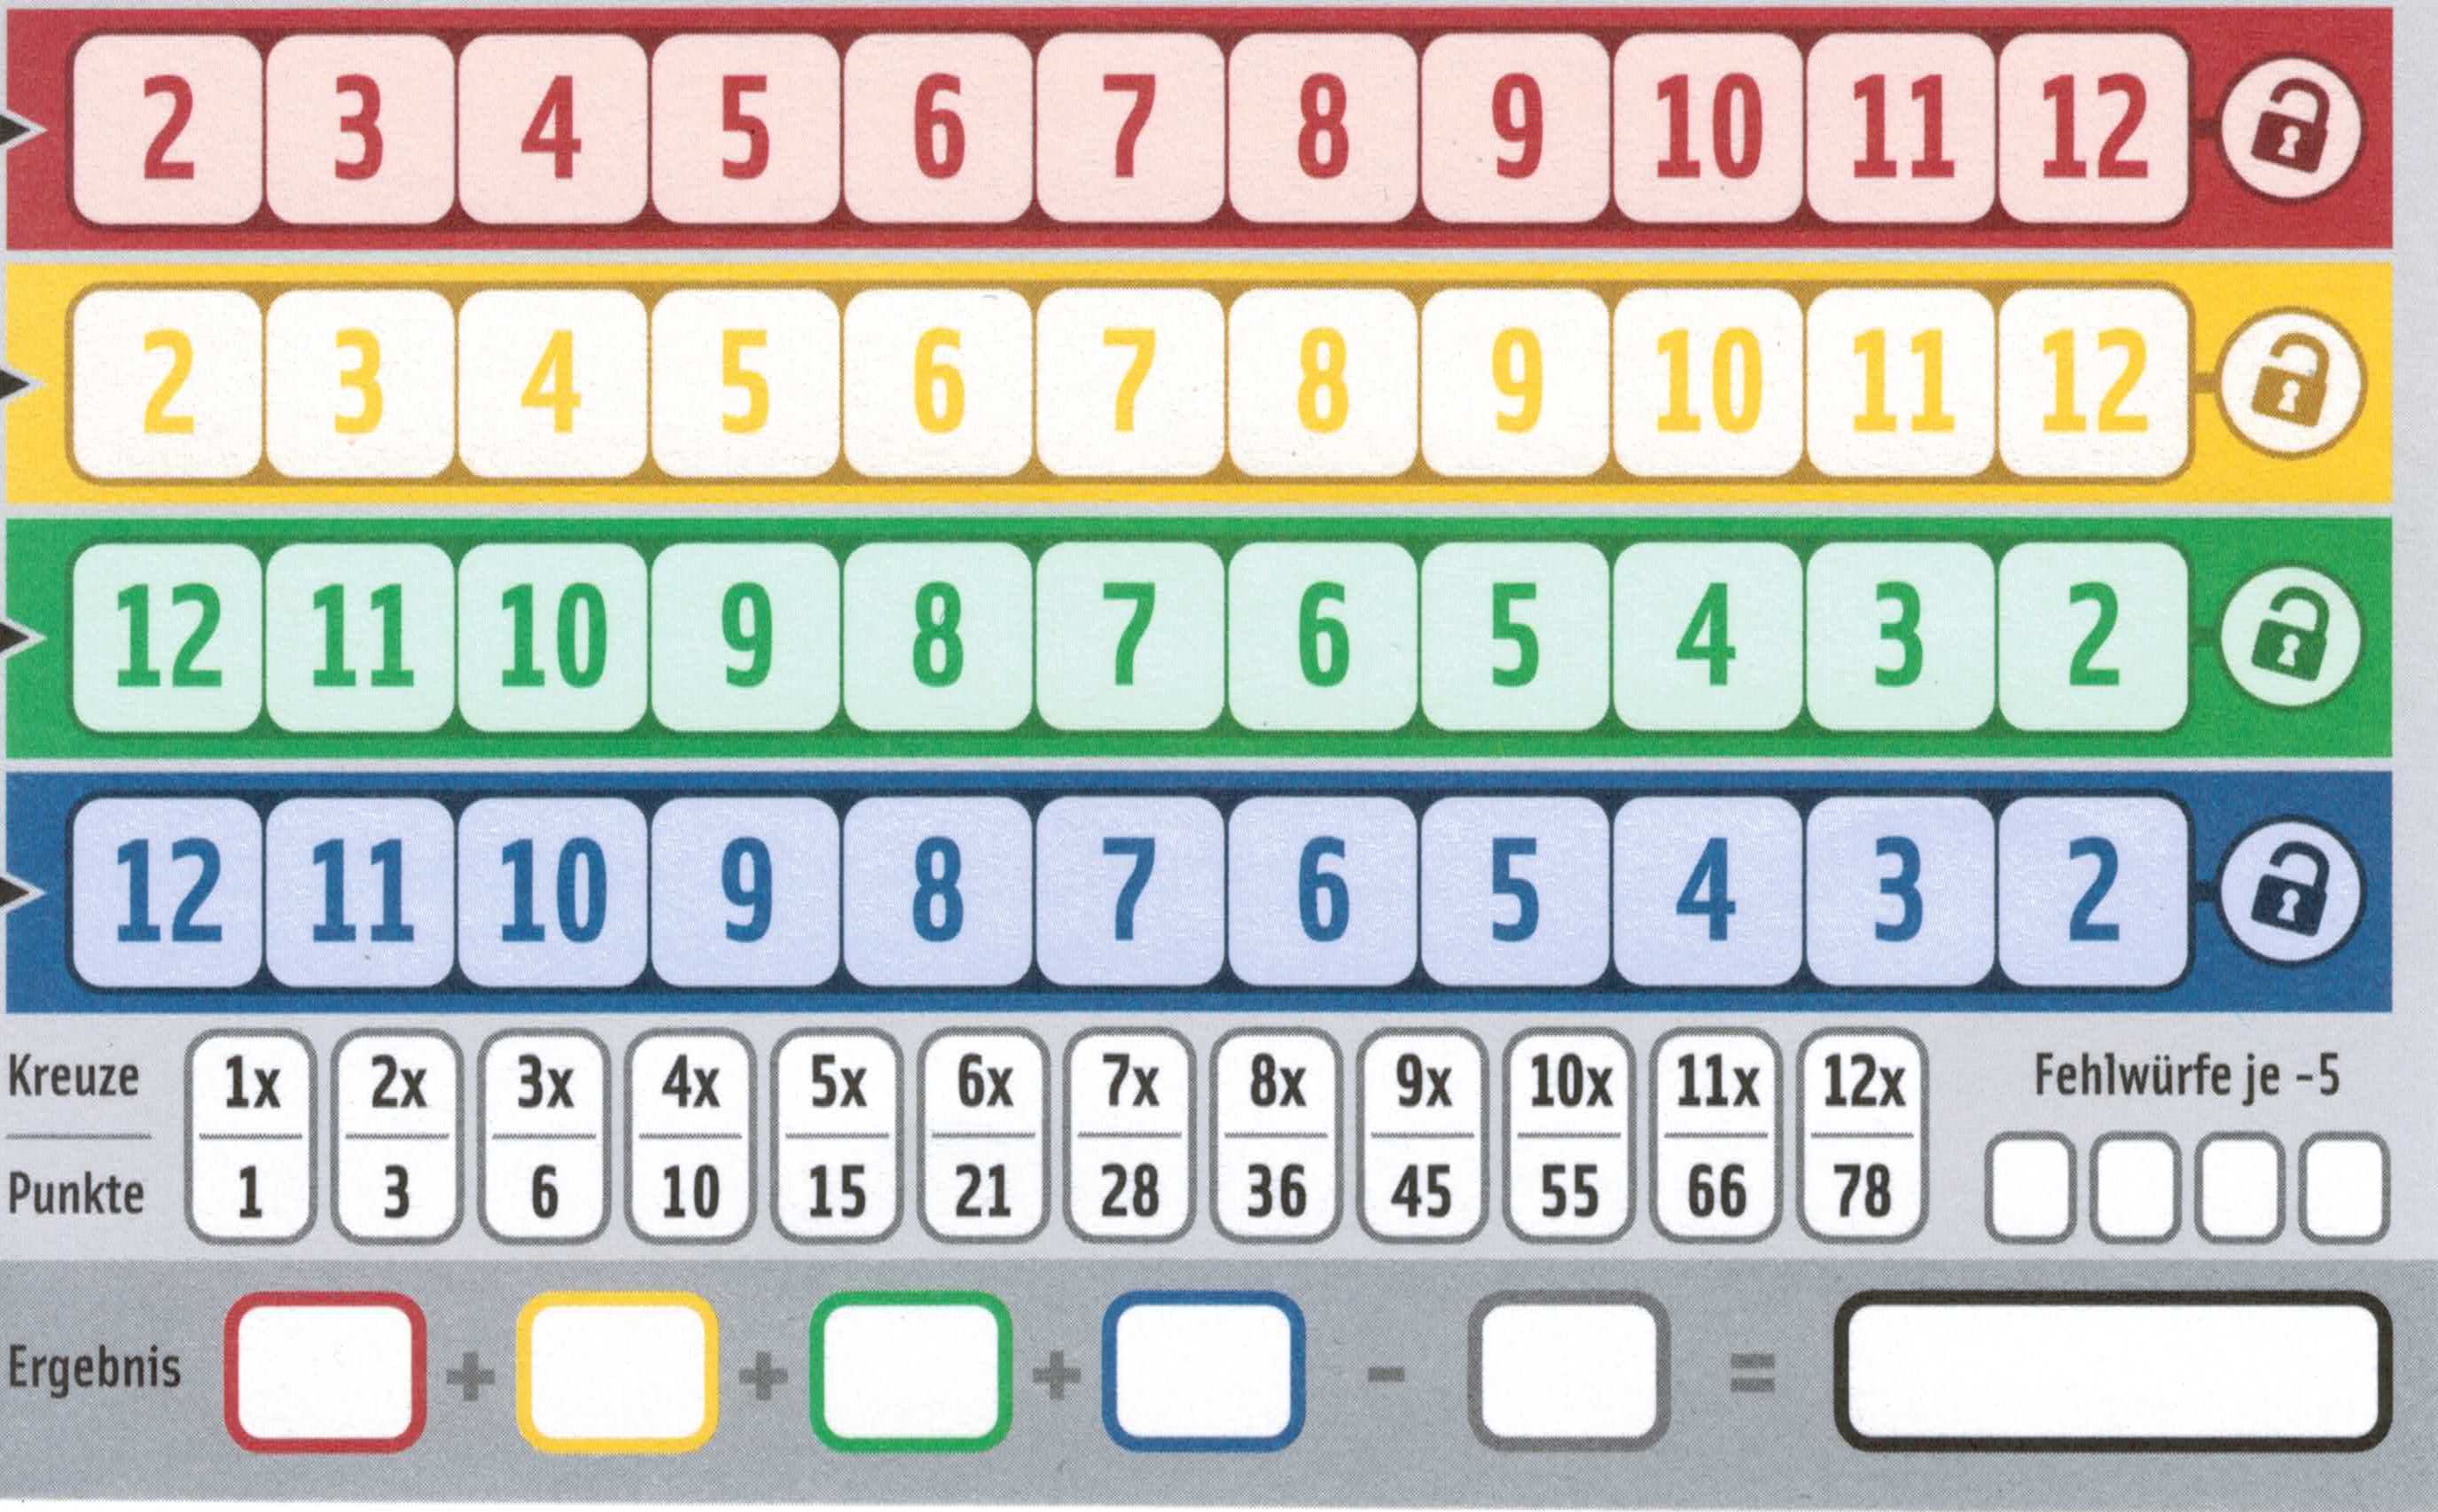 2 3 4 5 6 7 8 9 10 11 12
2 3 4 5 6 7 8 9 10 11 12
12 11 10 9 8 7 6 5 4 3 2
12 11 10 9 8 7 6 5 4 3 2
Kreuze 1x 2x 3x 4x 5x 6x 7x 8x 9x 10x 11x 12x Fehlwürfe je -5
Punkte 1 3 6 10 15 21 28 36 45 55 66 78
Ergebnis + + + - =